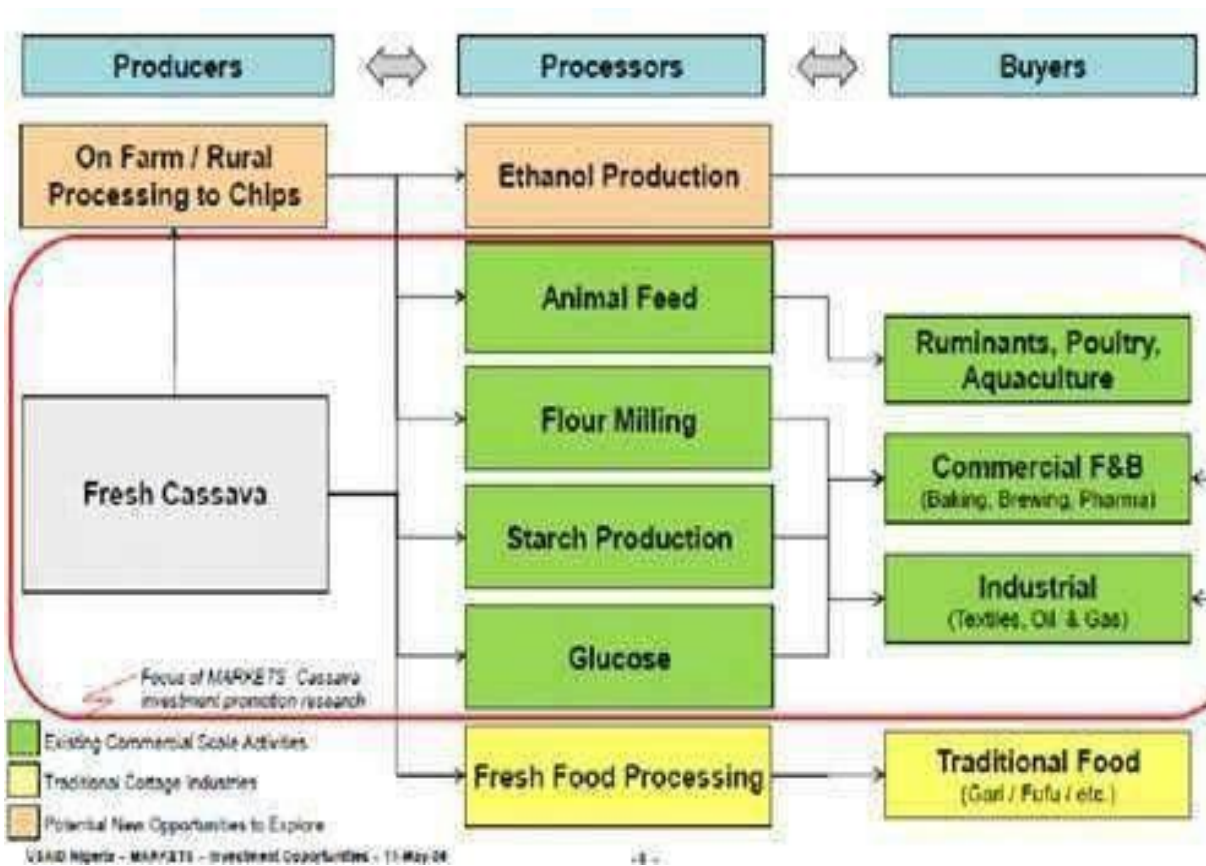 Producers
Processors
Buyers
On Farm / Rural
Processing to Chips
Ethanol Production
Animal Feed
Ruminants, Poultry,
Aquaculture
Flour Milling
Commercial F&B
(Baking, Brewing, Pharma)
Fresh Cassava
Starch Production
Industrial
(Textiles, Oil & Gas)
Glucose
Focus of MARKETS Cassava
investment promotion research
Existing Commercial Scale Activities
Traditional Cottage Industries
Potential New Opportunities to Explore
Fresh Food Processing
Traditional Food
(Gari / Fufu / etc.)
USAID Nigeria - MARKETS - Investment Opportunities -